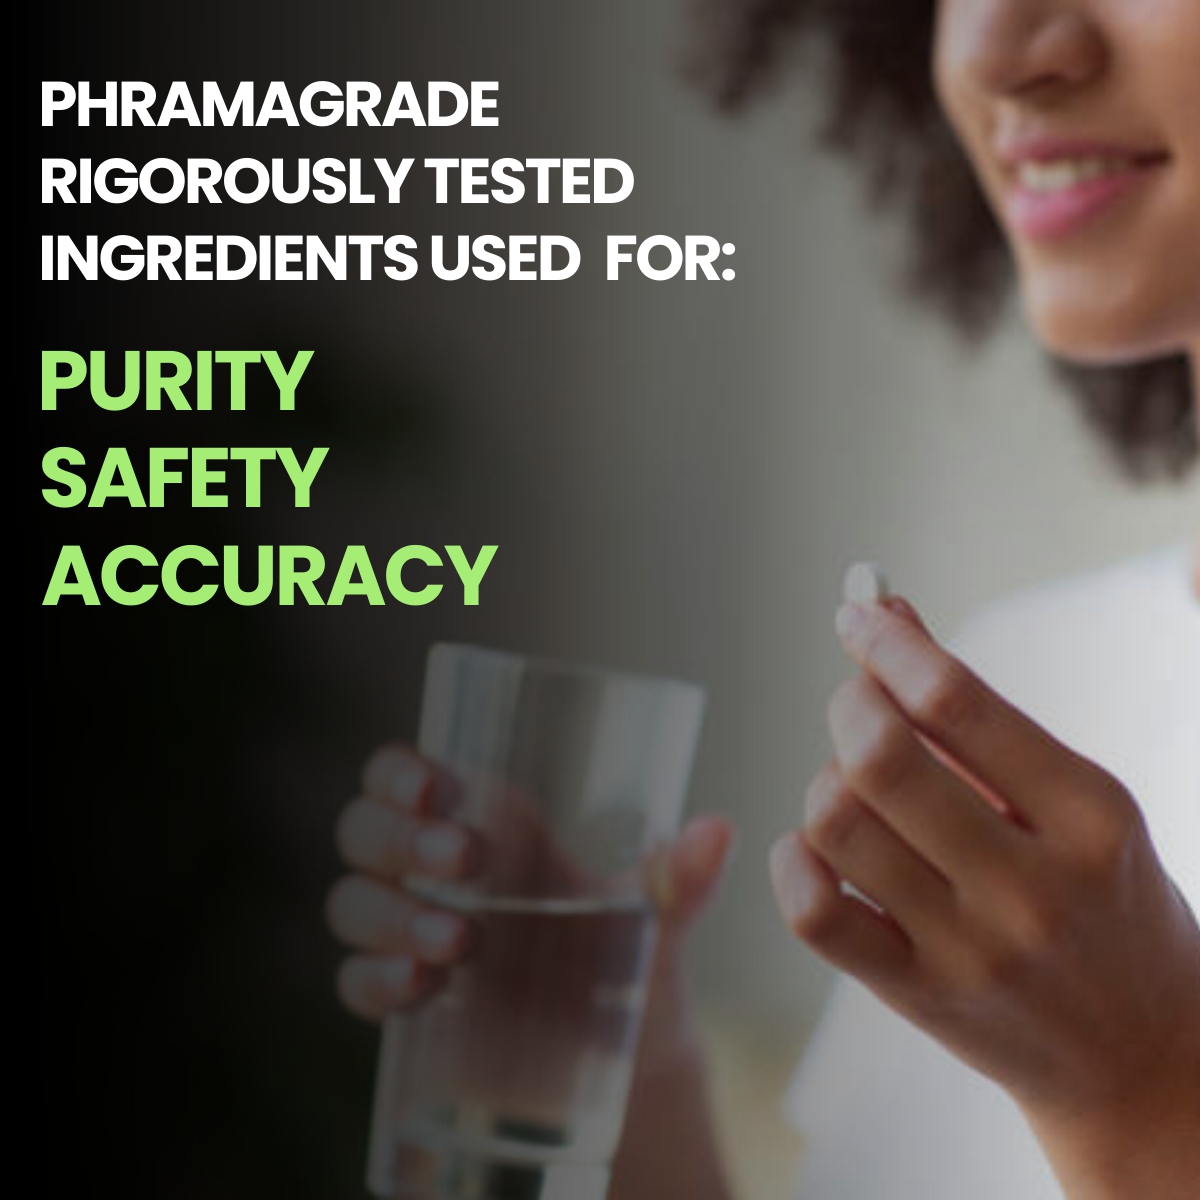 PHRAMAGRADE
RIGOROUSLY TESTED
INGREDIENTS USED  FOR:
PURITY
SAFETY
ACCURACY